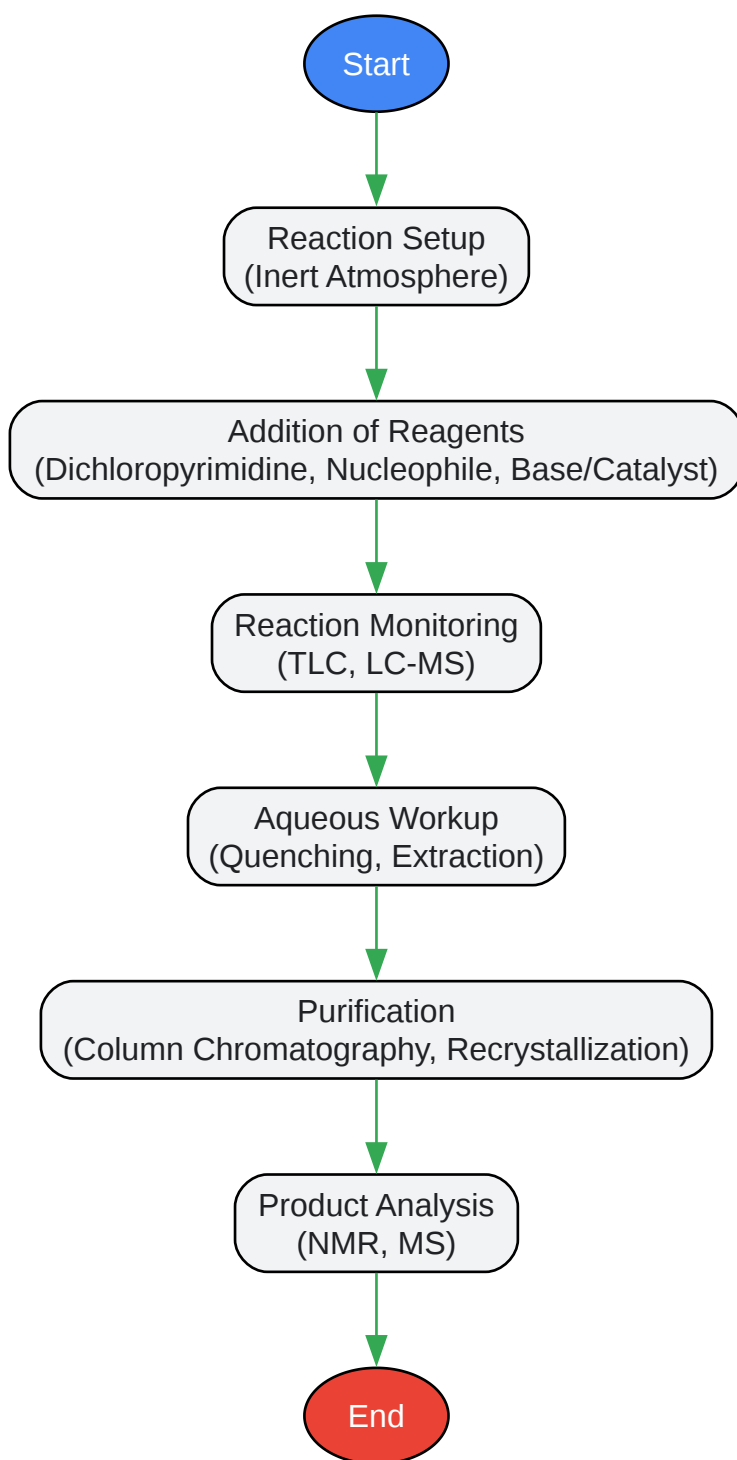 Start
Reaction Setup
(Inert Atmosphere)
Addition of Reagents
(Dichloropyrimidine, Nucleophile, Base/Catalyst)
Reaction Monitoring
(TLC, LC-MS)
Aqueous Workup
(Quenching, Extraction)
Purification
(Column Chromatography, Recrystallization)
Product Analysis
(NMR, MS)
End